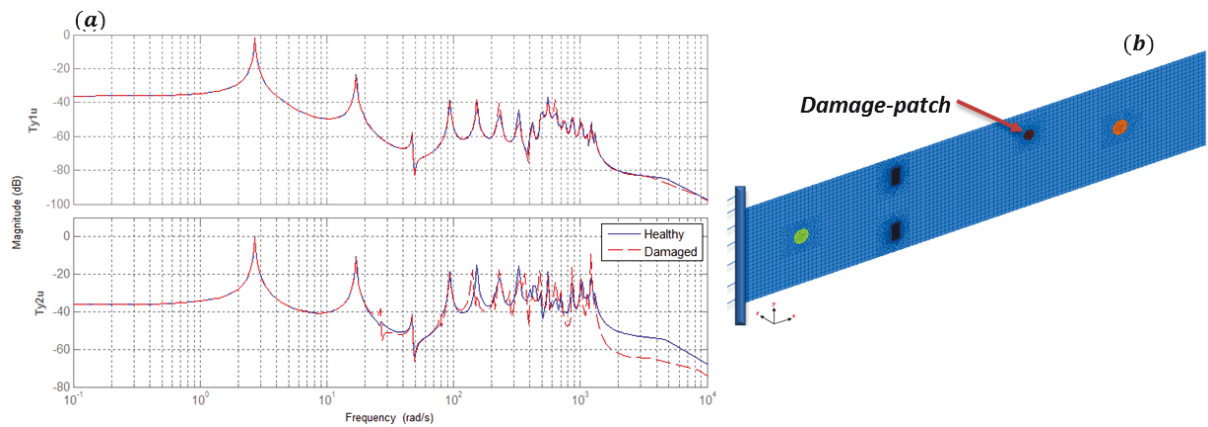 (a)
0
-20
-40
-60
-80
-100
Ty1u
Magnitude (dB)
0
-20
-40
-60
-80
Ty2u
Healthy
Damaged
10^-1
10^0
10^1
10^2
10^3
10^4
Frequency (rad/s)
(b)
Damage-patch